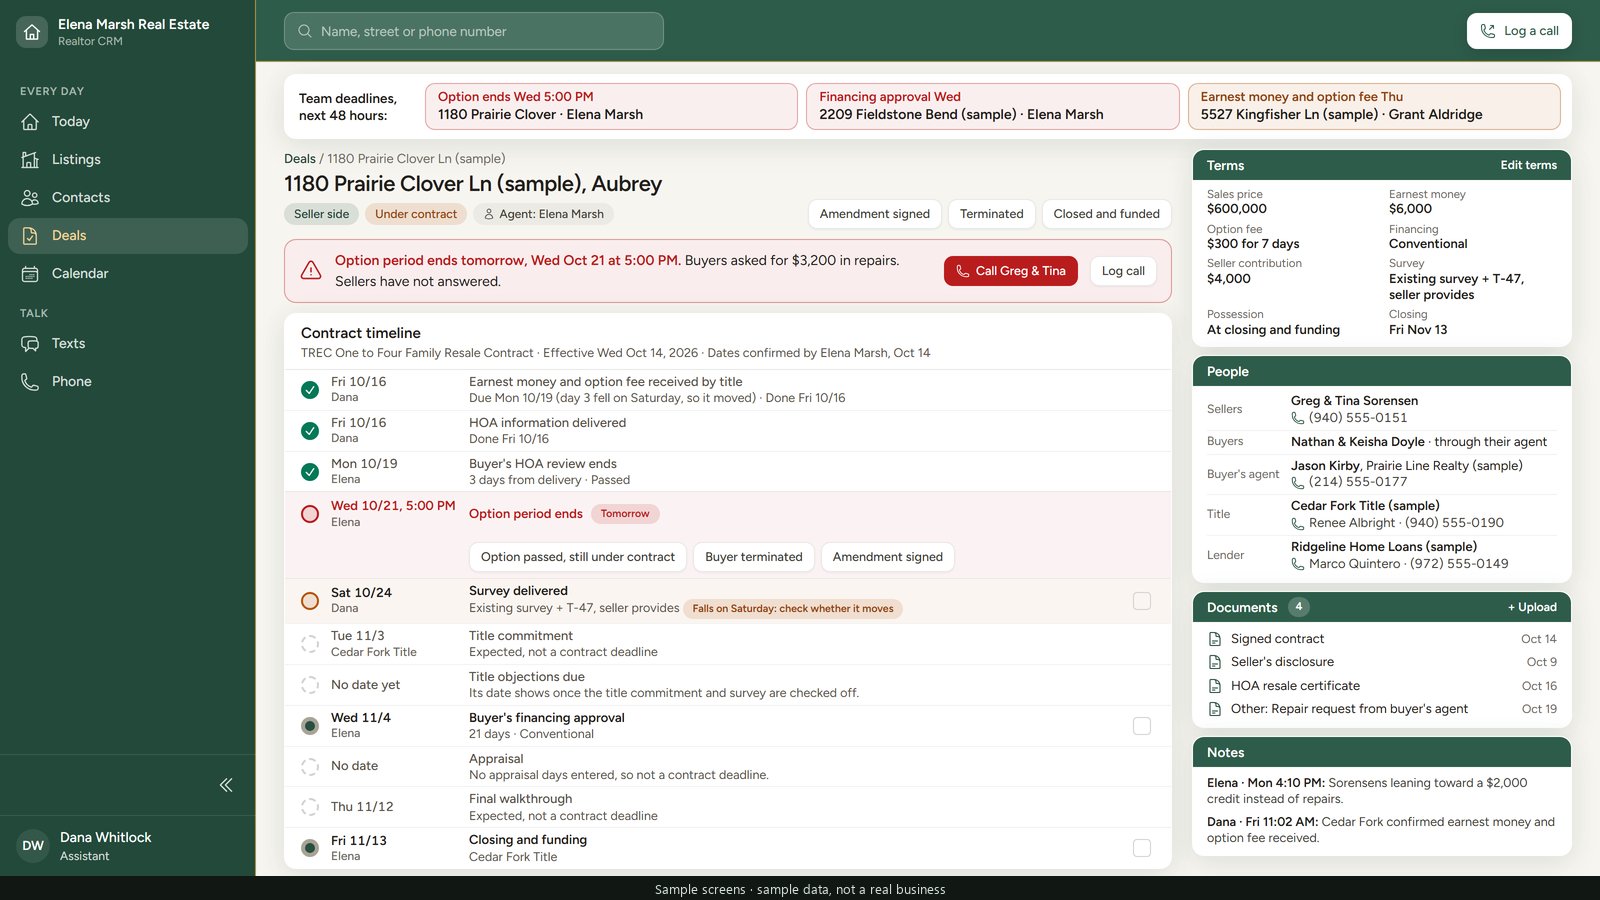 Elena Marsh Real Estate
Realtor CRM
EVERY DAY
Today
Listings
Contacts
Deals
Calendar
TALK
Texts
Phone
DW
Dana Whitlock
Assistant
Name, street or phone number
Log a call
Team deadlines,
next 48 hours:
Option ends Wed 5:00 PM
1180 Prairie Clover · Elena Marsh
Financing approval Wed
2209 Fieldstone Bend (sample) · Elena Marsh
Earnest money and option fee Thu
5527 Kingfisher Ln (sample) · Grant Aldridge
Deals / 1180 Prairie Clover Ln (sample)
1180 Prairie Clover Ln (sample), Aubrey
Seller side
Under contract
Agent: Elena Marsh
Amendment signed
Terminated
Closed and funded
Option period ends tomorrow, Wed Oct 21 at 5:00 PM. Buyers asked for $3,200 in repairs.
Sellers have not answered.
Call Greg & Tina
Log call
Contract timeline
TREC One to Four Family Resale Contract · Effective Wed Oct 14, 2026 · Dates confirmed by Elena Marsh, Oct 14
Fri 10/16
Dana
Earnest money and option fee received by title
Due Mon 10/19 (day 3 fell on Saturday, so it moved) · Done Fri 10/16
Fri 10/16
Dana
HOA information delivered
Done Fri 10/16
Mon 10/19
Elena
Buyer's HOA review ends
3 days from delivery · Passed
Wed 10/21, 5:00 PM
Elena
Option period ends
Tomorrow
Option passed, still under contract
Buyer terminated
Amendment signed
Sat 10/24
Dana
Survey delivered
Existing survey + T-47, seller provides
Falls on Saturday: check whether it moves
Tue 11/3
Cedar Fork Title
Title commitment
Expected, not a contract deadline
No date yet
Title objections due
Its date shows once the title commitment and survey are checked off.
Wed 11/4
Elena
Buyer's financing approval
21 days · Conventional
No date
Appraisal
No appraisal days entered, so not a contract deadline.
Thu 11/12
Final walkthrough
Expected, not a contract deadline
Fri 11/13
Elena
Closing and funding
Cedar Fork Title
Terms
Edit terms
Sales price
$600,000
Earnest money
$6,000
Option fee
$300 for 7 days
Financing
Conventional
Seller contribution
$4,000
Survey
Existing survey + T-47,
seller provides
Possession
At closing and funding
Closing
Fri Nov 13
People
Sellers
Greg & Tina Sorensen
(940) 555-0151
Buyers
Nathan & Keisha Doyle · through their agent
Buyer's agent
Jason Kirby, Prairie Line Realty (sample)
(214) 555-0177
Title
Cedar Fork Title (sample)
Renee Albright · (940) 555-0190
Lender
Ridgeline Home Loans (sample)
Marco Quintero · (972) 555-0149
Documents
4
+ Upload
Signed contract
Oct 14
Seller's disclosure
Oct 9
HOA resale certificate
Oct 16
Other: Repair request from buyer's agent
Oct 19
Notes
Elena · Mon 4:10 PM: Sorensens leaning toward a $2,000
credit instead of repairs.
Dana · Fri 11:02 AM: Cedar Fork confirmed earnest money and
option fee received.
Sample screens · sample data, not a real business